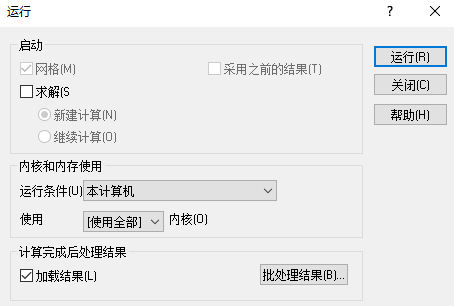 运行
?
启动
网格(M)
采用之前的结果(T)
求解(S
新建计算(N)
继续计算(O)
运行(R)
关闭(C)
帮助(H)
内核和内存使用
运行条件(U) 本计算机
使用 [使用全部] 内核(O)
计算完成后处理结果
加载结果(L)
批处理结果(B)...